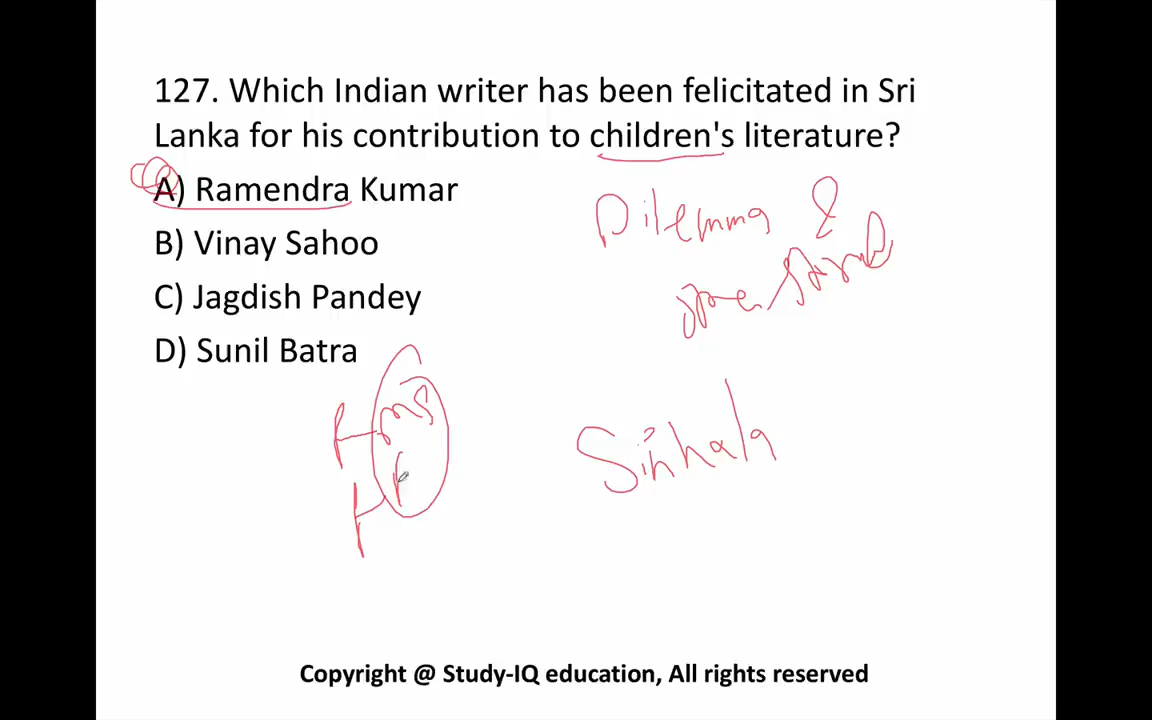 127. Which Indian writer has been felicitated in Sri
Lanka for his contribution to children's literature?
A) Ramendra Kumar
B) Vinay Sahoo
C) Jagdish Pandey
D) Sunil Batra
Dilemma &
Sinhala
Copyright @ Study-IQ education, All rights reserved